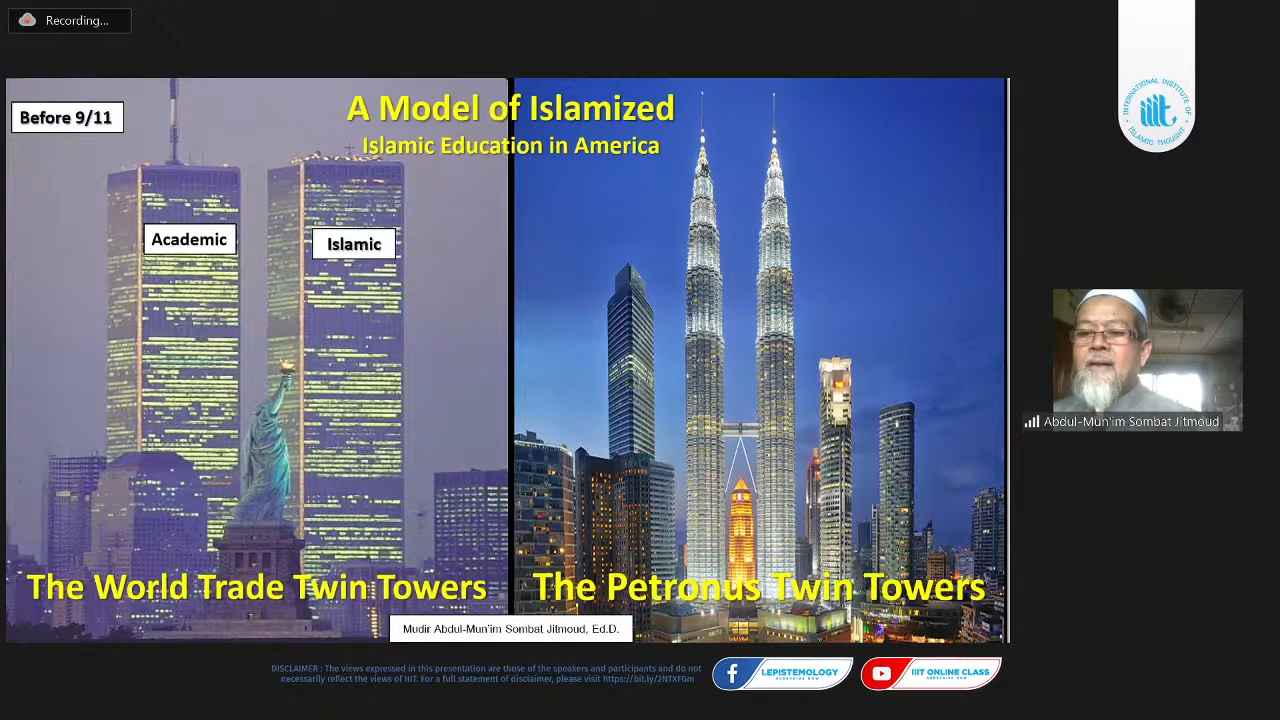 Recording...
Before 9/11
A Model of Islamized
Islamic Education in America
Academic
Islamic
The World Trade Twin Towers
The Petronus Twin Towers
Mudir Abdul-Mun'im Sombat Jitmoud, Ed.D.
INTERNATIONAL INSTITUTE OF
iiit
ISLAMIC THOUGHT
Abdul-Mun'im Sombat Jitmoud
DISCLAIMER : The views expressed in this presentation are those of the speakers and participants and do not
necessarily reflect the views of IIIT. For a full statement of disclaimer, please visit https://bit.ly/2NTXFGm
I.EPISTEMOLOGY
SUBSCRIBE NOW
IIIT ONLINE CLASS
SUBSCRIBE NOW